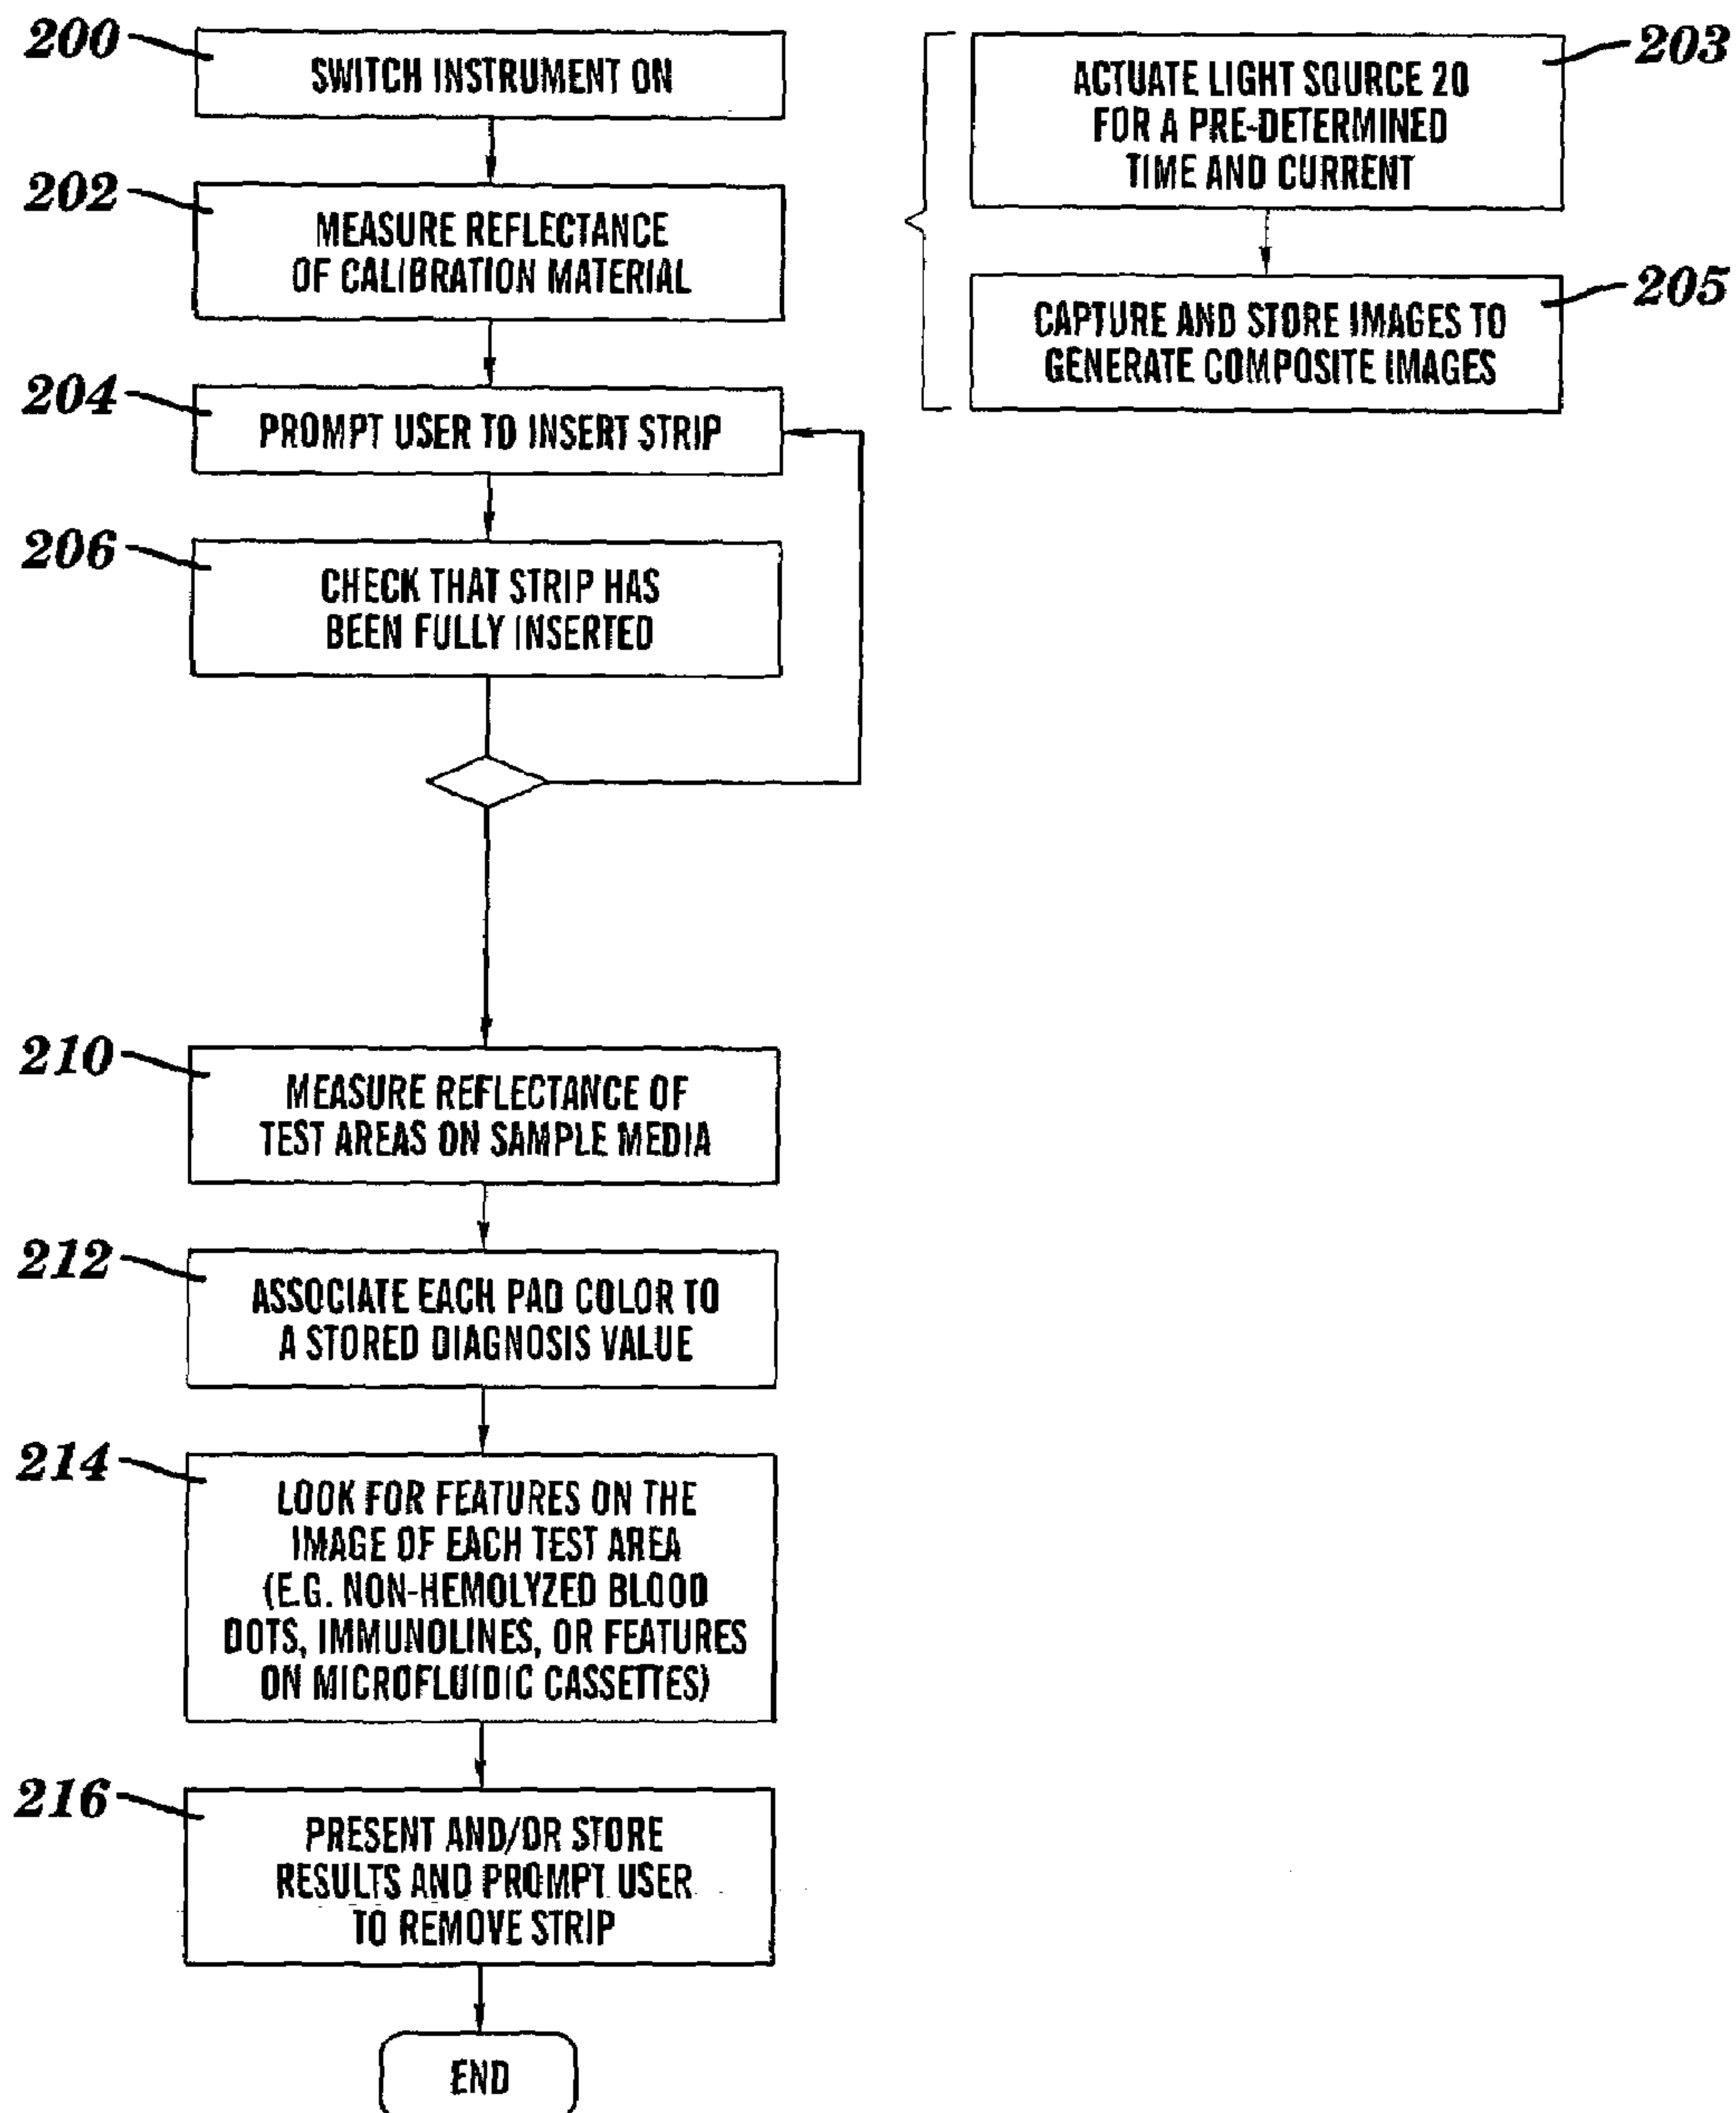 200
SWITCH INSTRUMENT ON
202
MEASURE REFLECTANCE
OF CALIBRATION MATERIAL
203
ACTUATE LIGHT SOURCE 20
FOR A PRE-DETERMINED
TIME AND CURRENT
205
CAPTURE AND STORE IMAGES TO
GENERATE COMPOSITE IMAGES
204
PROMPT USER TO INSERT STRIP
206
CHECK THAT STRIP HAS
BEEN FULLY INSERTED
210
MEASURE REFLECTANCE OF
TEST AREAS ON SAMPLE MEDIA
212
ASSOCIATE EACH PAD COLOR TO
A STORED DIAGNOSIS VALUE
214
LOOK FOR FEATURES ON THE
IMAGE OF EACH TEST AREA
(E.G. NON-HEMOLYZED BLOOD
DOTS, IMMUNOLINES, OR FEATURES
ON MICROFLUIDIC CASSETTES)
216
PRESENT AND/OR STORE
RESULTS AND PROMPT USER
TO REMOVE STRIP
END